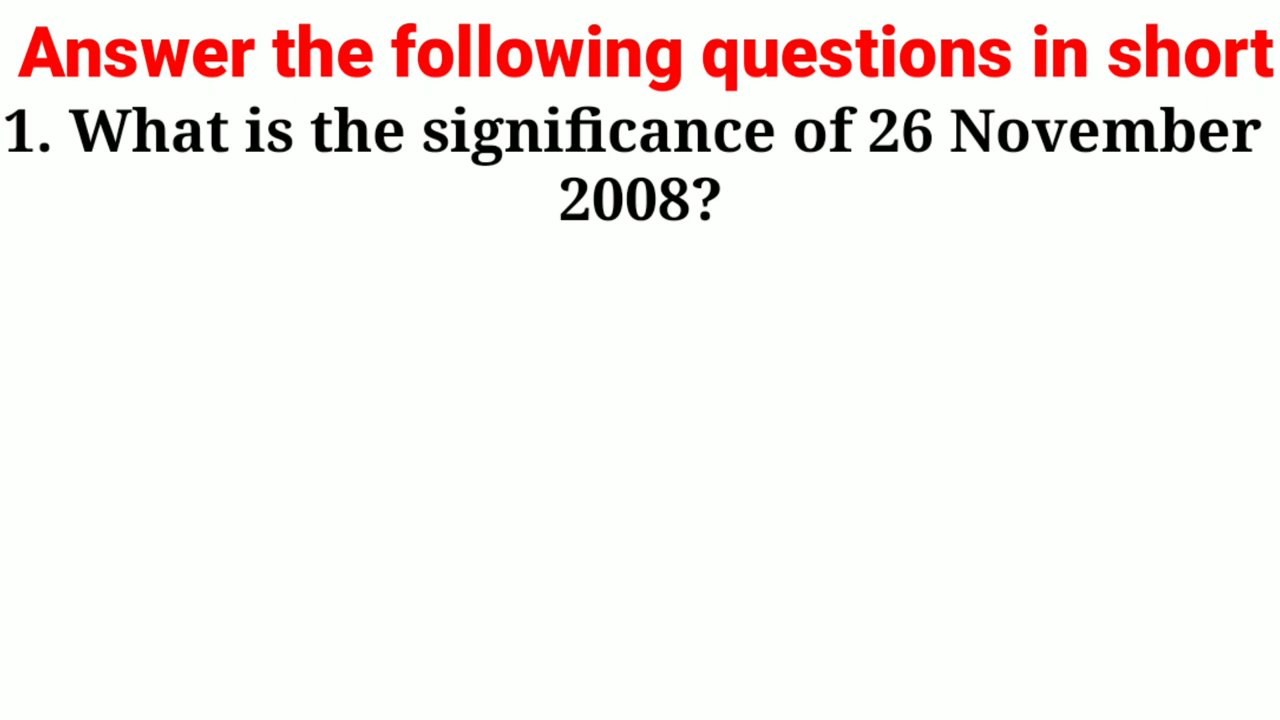 Answer the following questions in short
1. What is the significance of 26 November
2008?